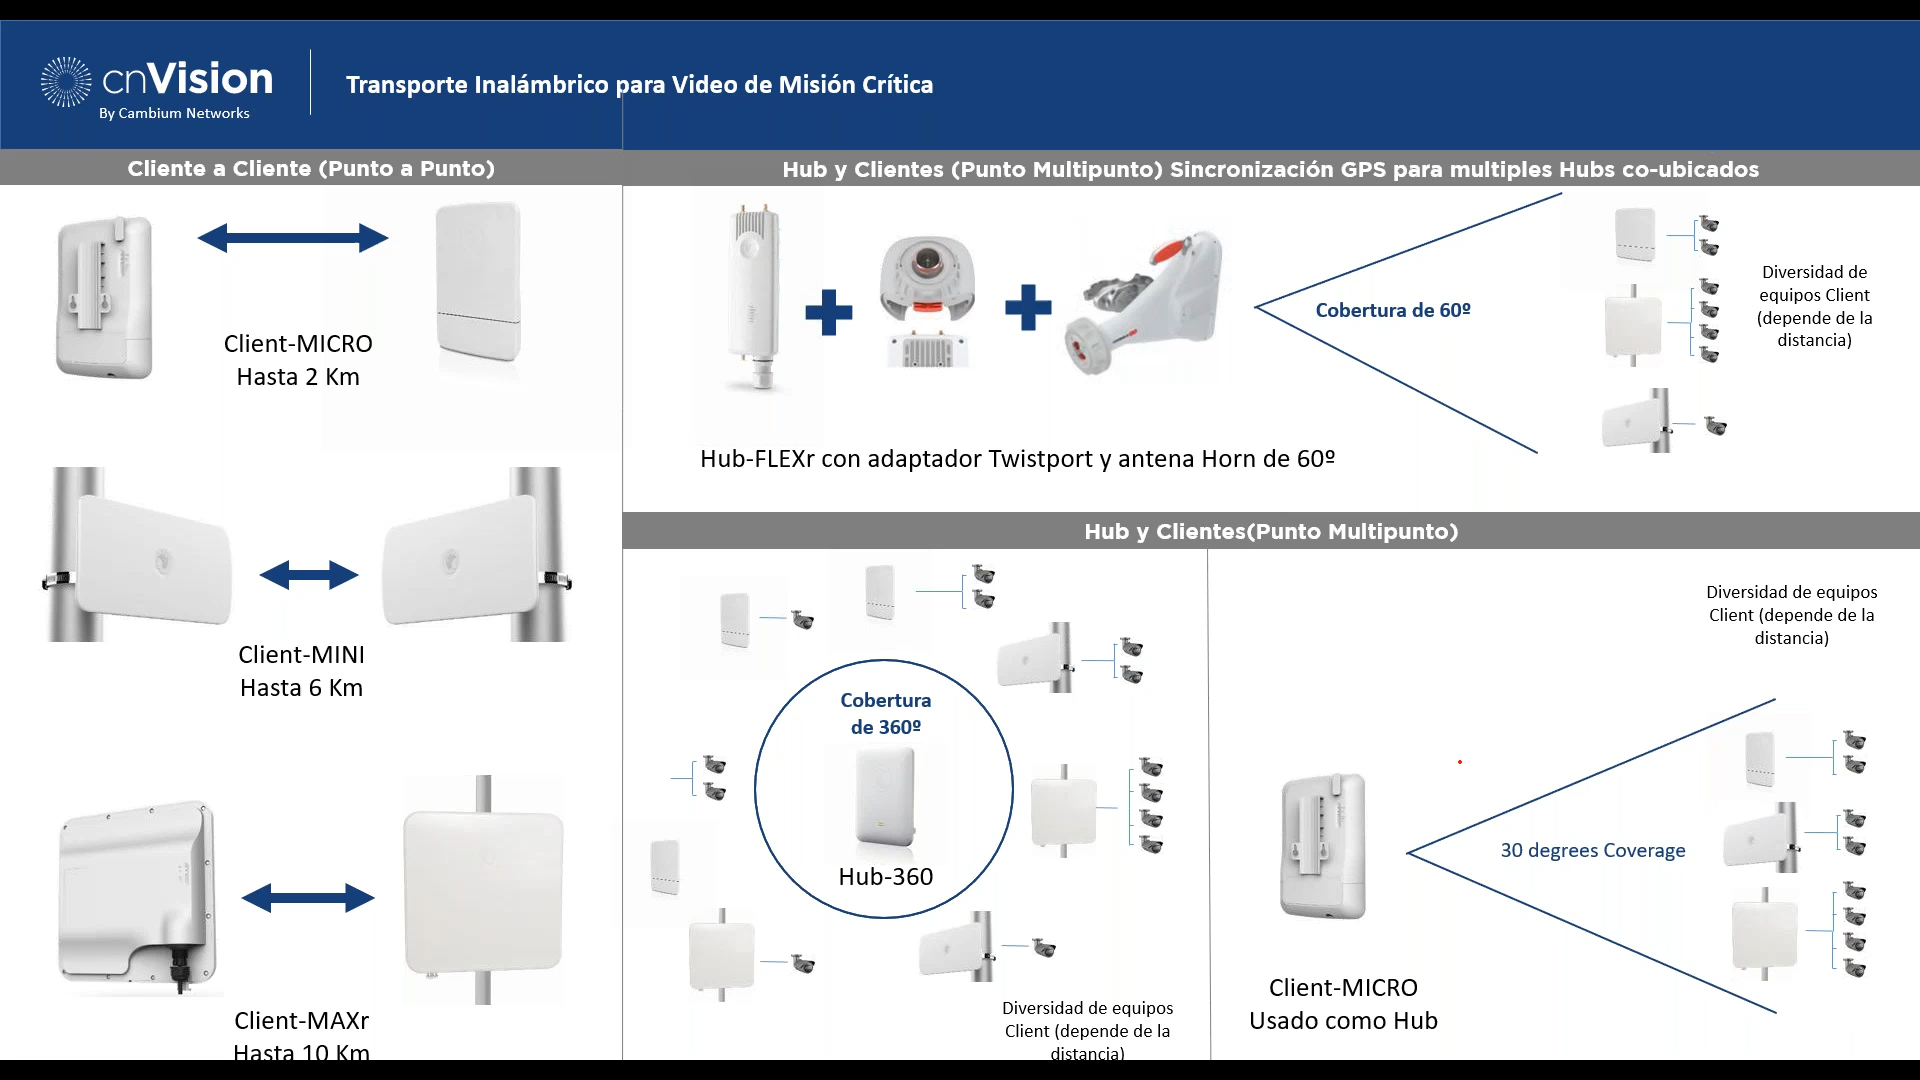 cnVision
By Cambium Networks
Transporte Inalámbrico para Video de Misión Crítica
Cliente a Cliente (Punto a Punto)
Client-MICRO
Hasta 2 Km
Client-MINI
Hasta 6 Km
Client-MAXr
Hasta 10 Km
Hub y Clientes (Punto Multipunto) Sincronización GPS para multiples Hubs co-ubicados
Cobertura de 60º
Diversidad de
equipos Client
(depende de la
distancia)
Hub-FLEXr con adaptador Twistport y antena Horn de 60º
Hub y Clientes(Punto Multipunto)
Cobertura
de 360º
Hub-360
Diversidad de equipos
Client (depende de la
distancia)
Diversidad de equipos
Client (depende de la
distancia)
30 degrees Coverage
Client-MICRO
Usado como Hub